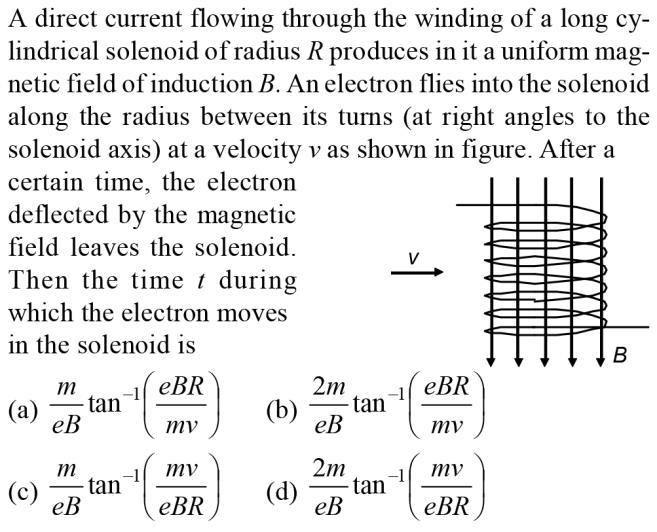 A direct current flowing through the winding of a long cy-
lindrical solenoid of radius R produces in it a uniform mag-
netic field of induction B. An electron flies into the solenoid
along the radius between its turns (at right angles to the
solenoid axis) at a velocity v as shown in figure. After a
certain time, the electron
deflected by the magnetic
field leaves the solenoid.
Then the time t during
which the electron moves
in the solenoid is
v
B
(a) m/eB tan⁻¹(eBR/mv) (b) 2m/eB tan⁻¹(eBR/mv)
(c) m/eB tan⁻¹(mv/eBR) (d) 2m/eB tan⁻¹(mv/eBR)